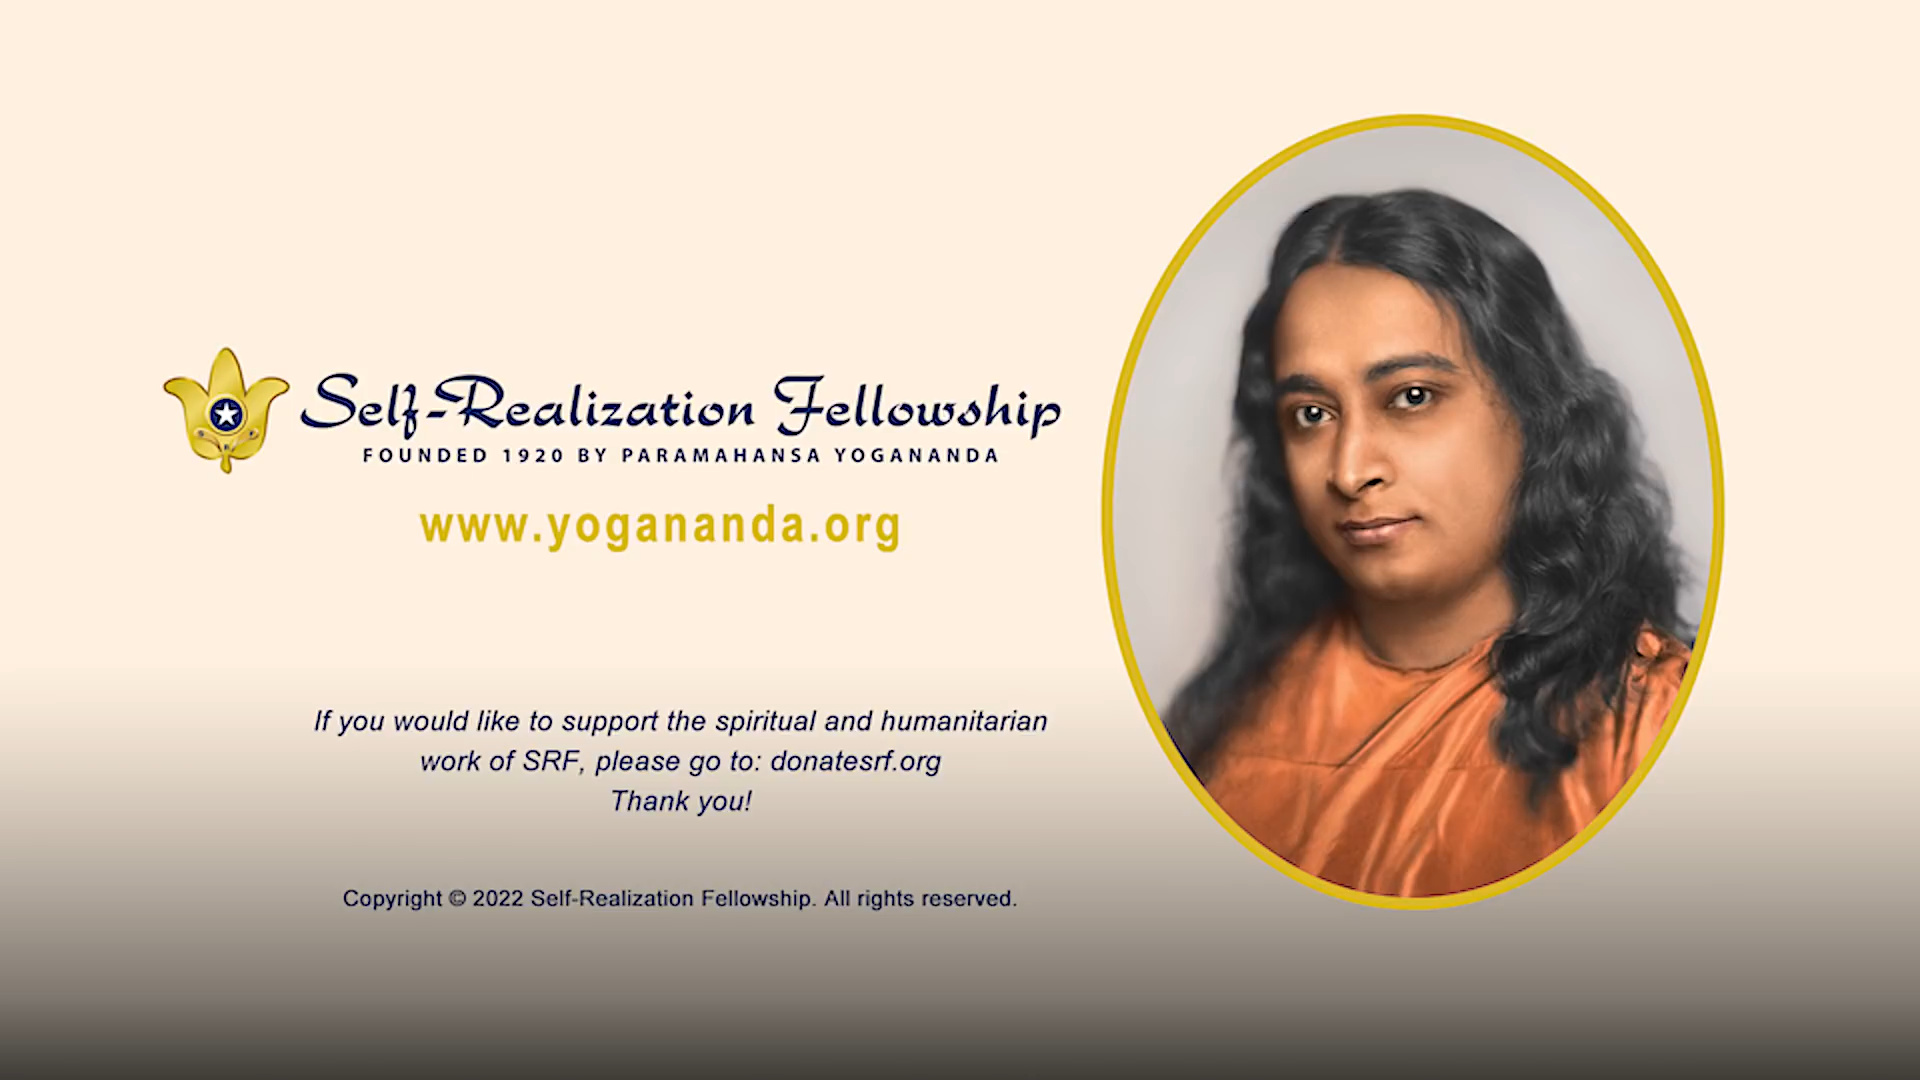 Self-Realization Fellowship
FOUNDED 1920 BY PARAMAHANSA YOGANANDA
www.yogananda.org
If you would like to support the spiritual and humanitarian
work of SRF, please go to: donatesrf.org
Thank you!
Copyright © 2022 Self-Realization Fellowship. All rights reserved.